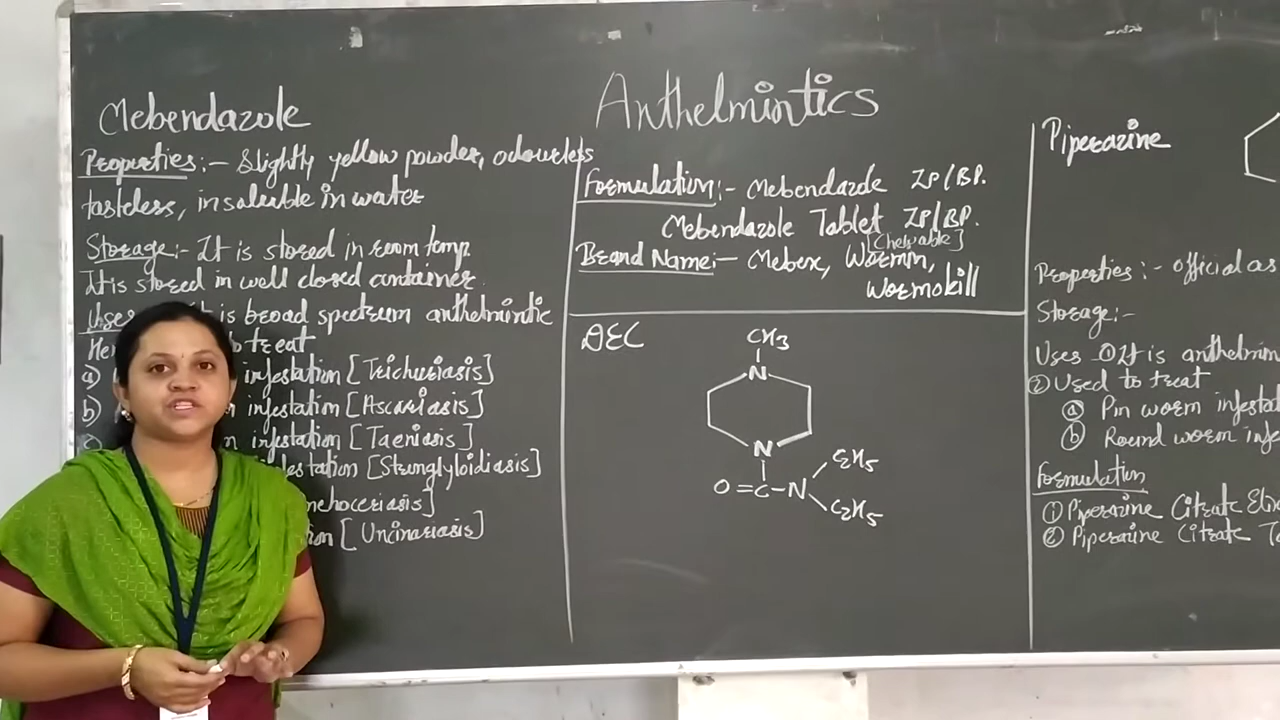 Anthelmintics
Mebendazole
Properties:- Slightly yellow powder, odourless
tasteless, insoluble in water
Storage:- It is stored in room temp.
It is stored in well closed container.
Uses is broad spectrum anthelmintic
to treat
a) infestation [Trichuriasis]
b) infestation [Ascariasis]
infestation [Taeniasis]
infestation [Strongyloidiasis]
[Uncinariasis]
Formulation:- Mebendazole IP/BP.
Mebendazole Tablet IP/BP.
[Chewable]
Brand Name:- Mebex, Wormin,
Wormokill
DEC
CH3
N
N
O=C-N
C2H5
C2H5
Piperazine
Properties:- official as
Storage:-
Uses ① It is
② Used to treat
ⓐ Pin worm
ⓑ Round worm
Formulation
① Piperazine Citrate
② Piperazine Citrate